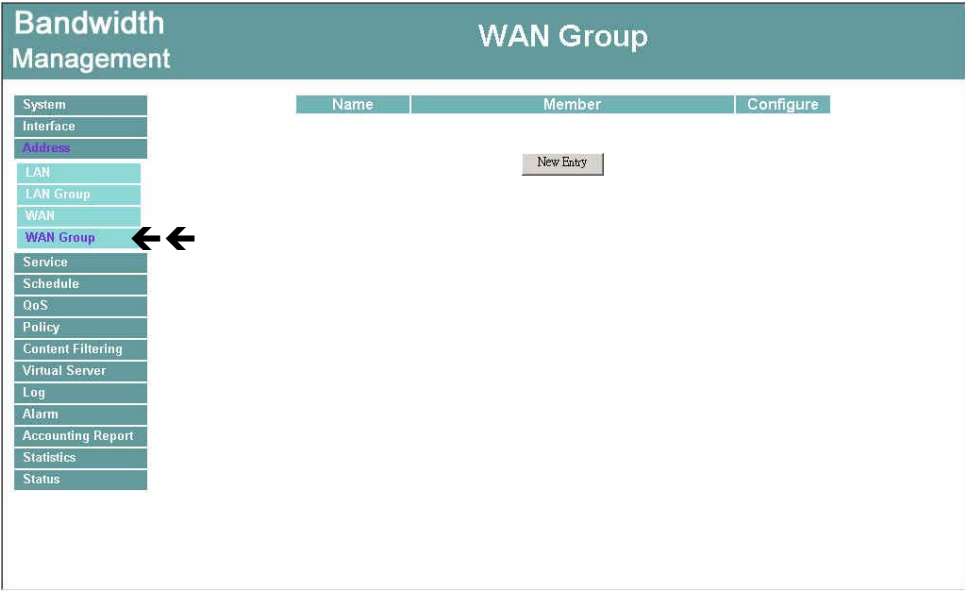 Bandwidth
Management
WAN Group
System
Interface
Address
LAN
LAN Group
WAN
WAN Group
Service
Schedule
QoS
Policy
Content Filtering
Virtual Server
Log
Alarm
Accounting Report
Statistics
Status
Name Member Configure
New Entry